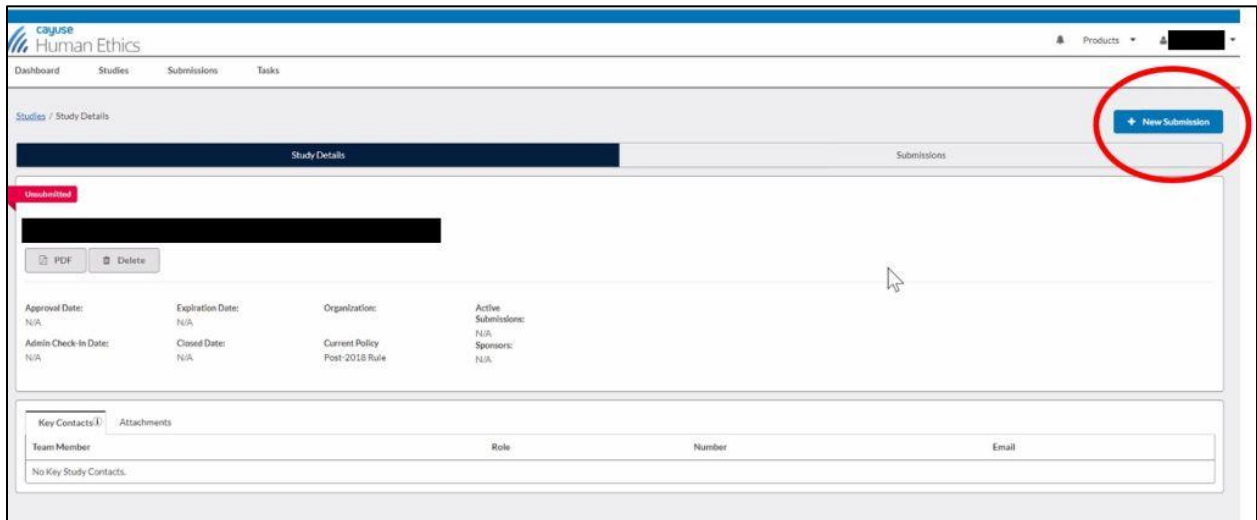 cayuse
Human Ethics
Products
Dashboard Studies Submissions Tasks
Studies / Study Details
+ New Submission
Study Details Submissions
Unsubmitted
PDF Delete
Approval Date: Expiration Date: Organization: Active
Submissions:
N/A N/A N/A
Admin Check-In Date: Closed Date: Current Policy Sponsors:
N/A N/A Post-2018 Rule N/A
Key Contacts Attachments
Team Member Role Number Email
No Key Study Contacts.